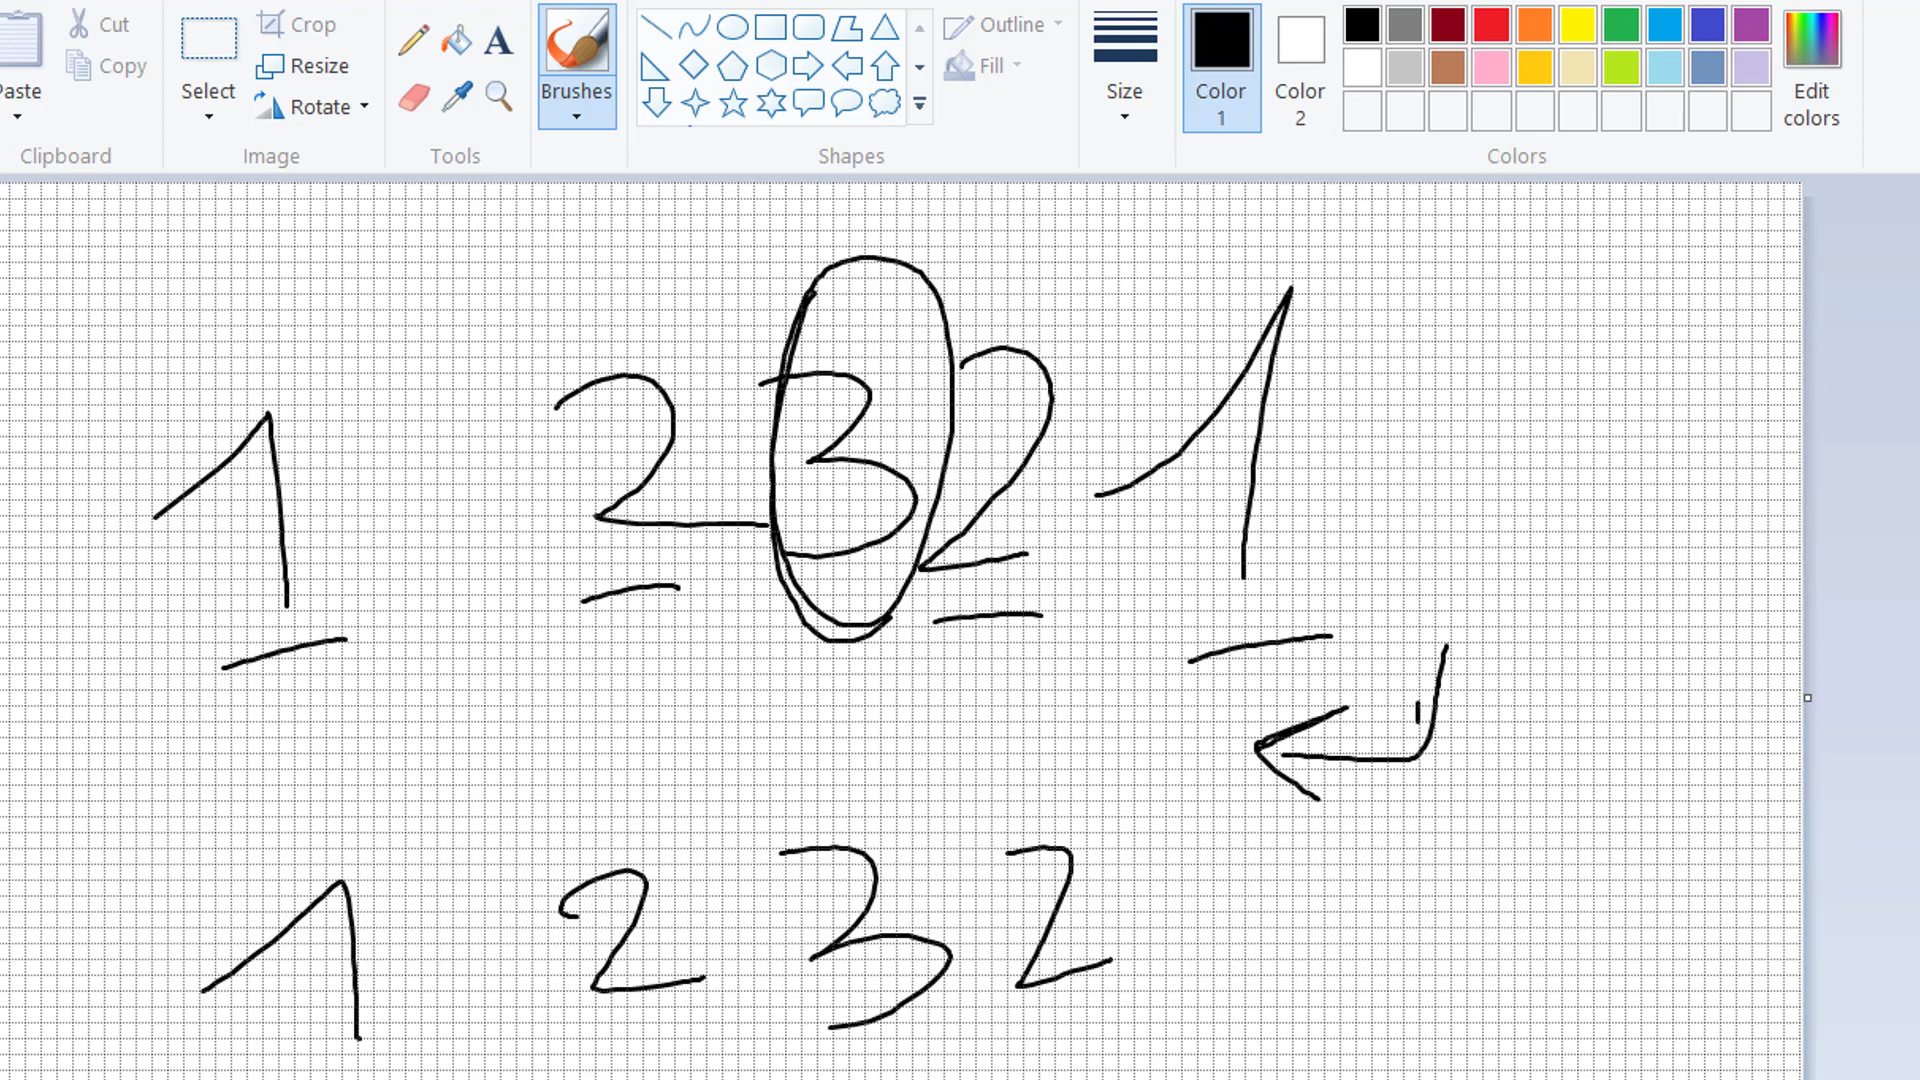 Cut
Crop
Outline
Copy
Resize
Fill
Paste
Select
Rotate
Brushes
Size
Color 1
Color 2
Edit colors
Clipboard
Image
Tools
Shapes
Colors
A
1 2 3 2 1
1 2 3 2